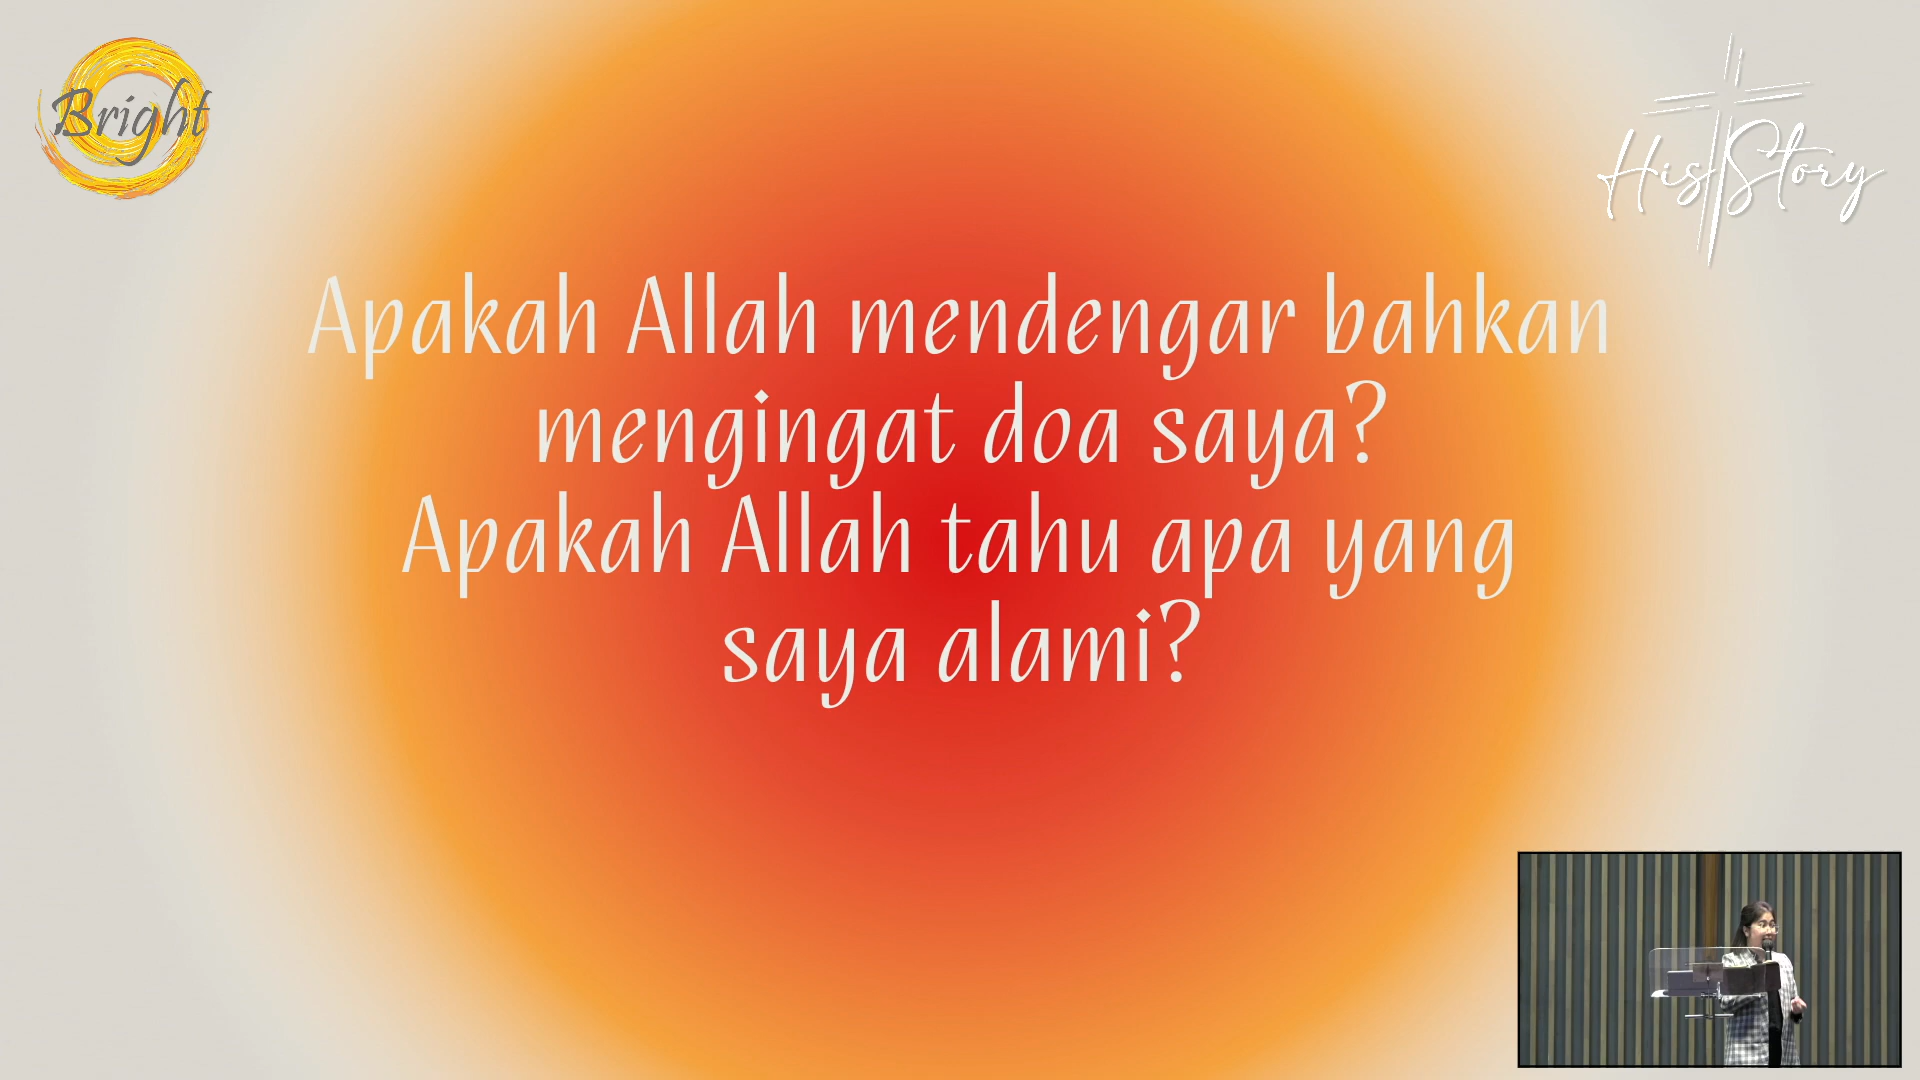 Bright
HisStory
Apakah Allah mendengar bahkan
mengingat doa saya?
Apakah Allah tahu apa yang
saya alami?